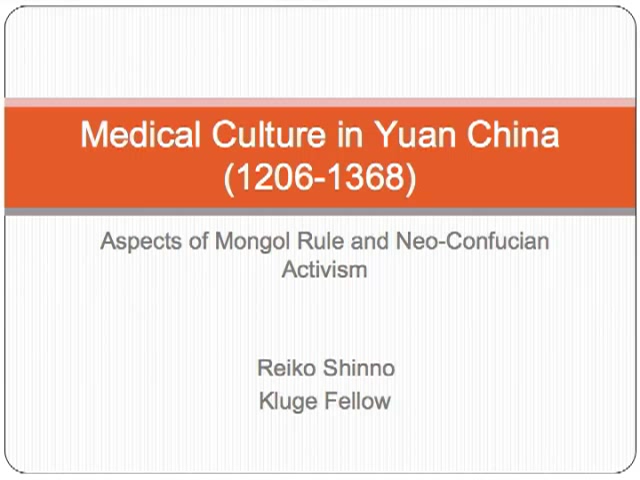 Medical Culture in Yuan China
(1206-1368)
Aspects of Mongol Rule and Neo-Confucian
Activism
Reiko Shinno
Kluge Fellow